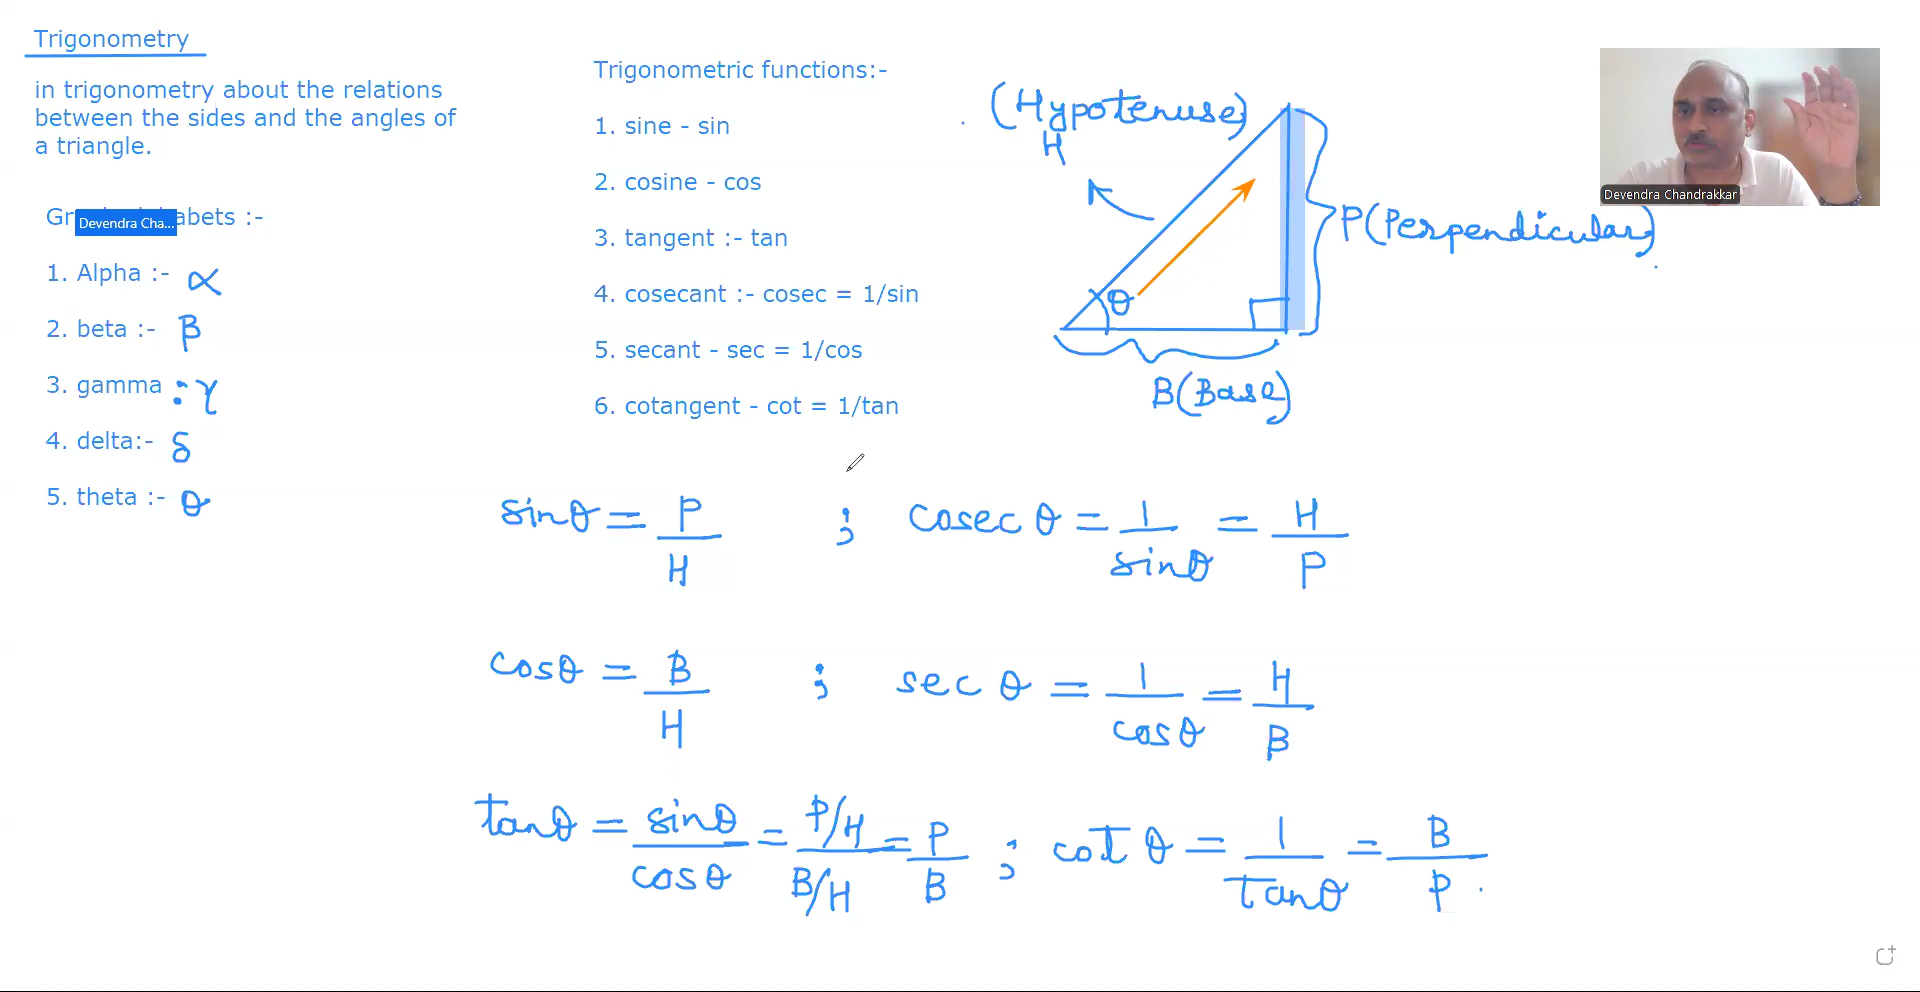 Trigonometry
in trigonometry about the relations
between the sides and the angles of
a triangle.
Devendra Cha...
:-
1. Alpha :- α
2. beta :- β
3. gamma :γ
4. delta:- δ
5. theta :- θ
Trigonometric functions:-
1. sine - sin
2. cosine - cos
3. tangent :- tan
4. cosecant :- cosec = 1/sin
5. secant - sec = 1/cos
6. cotangent - cot = 1/tan
(Hypotenuse)
H
θ
P(Perpendicular)
B(Base)
Devendra Chandrakkar
sinθ = P/H ; cosec θ = 1/sinθ = H/P
cosθ = B/H ; sec θ = 1/cosθ = H/B
tanθ = sinθ/cosθ = P/H / B/H = P/B ; cot θ = 1/tanθ = B/P.